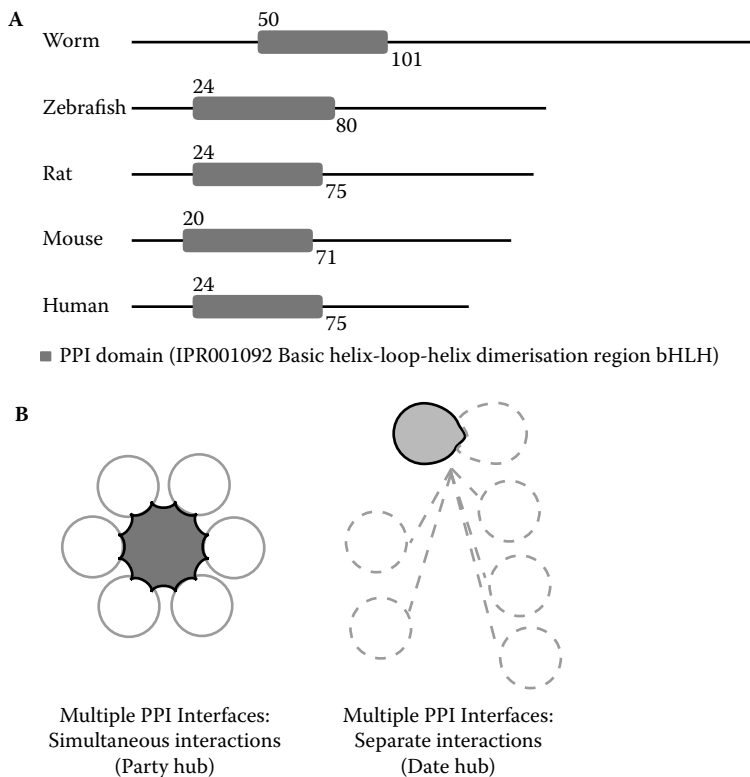 A
Worm
50
101
Zebrafish
24
80
Rat
24
75
Mouse
20
71
Human
24
75
PPI domain (IPR001092 Basic helix-loop-helix dimerisation region bHLH)
B
Multiple PPI Interfaces:
Simultaneous interactions
(Party hub)
Multiple PPI Interfaces:
Separate interactions
(Date hub)